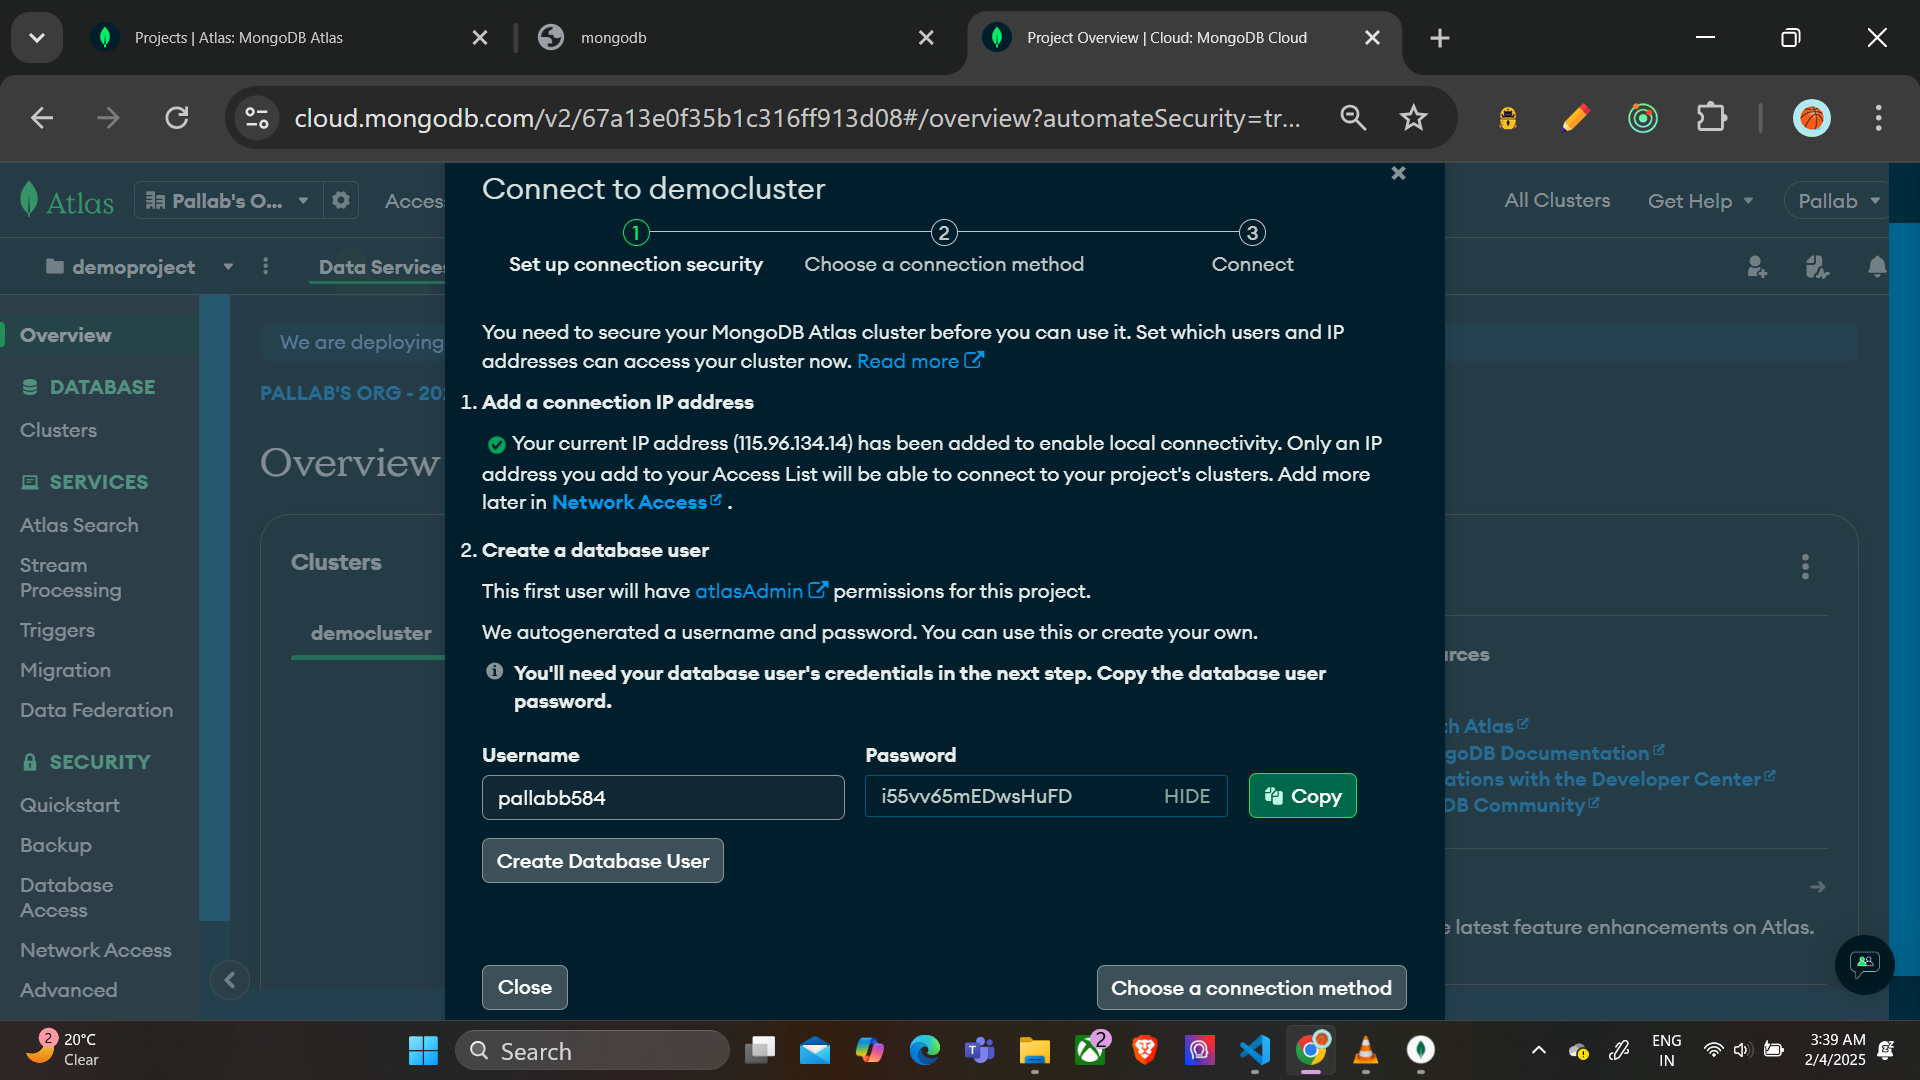 Projects | Atlas: MongoDB Atlas
mongodb
Project Overview | Cloud: MongoDB Cloud
cloud.mongodb.com/v2/67a13e0f35b1c316ff913d08#/overview?automateSecurity=tr...
Atlas
Pallab's O...
Acces
All Clusters
Get Help
Pallab
demoproject
Data Services
Overview
DATABASE
Clusters
SERVICES
Atlas Search
Stream
Processing
Triggers
Migration
Data Federation
SECURITY
Quickstart
Backup
Database
Access
Network Access
Advanced
We are deploying
PALLAB'S ORG - 202
Overview
Clusters
democluster
Connect to democluster
1
2
3
Set up connection security
Choose a connection method
Connect
You need to secure your MongoDB Atlas cluster before you can use it. Set which users and IP
addresses can access your cluster now. Read more
1. Add a connection IP address
Your current IP address (115.96.134.14) has been added to enable local connectivity. Only an IP
address you add to your Access List will be able to connect to your project's clusters. Add more
later in Network Access .
2. Create a database user
This first user will have atlasAdmin permissions for this project.
We autogenerated a username and password. You can use this or create your own.
You'll need your database user's credentials in the next step. Copy the database user
password.
Username
Password
pallabb584
i55vv65mEDwsHuFD
HIDE
Copy
Create Database User
Close
Choose a connection method
rces
h Atlas
goDB Documentation
ations with the Developer Center
DB Community
latest feature enhancements on Atlas.
2
20°C
Clear
Search
2
ENG
IN
3:39 AM
2/4/2025